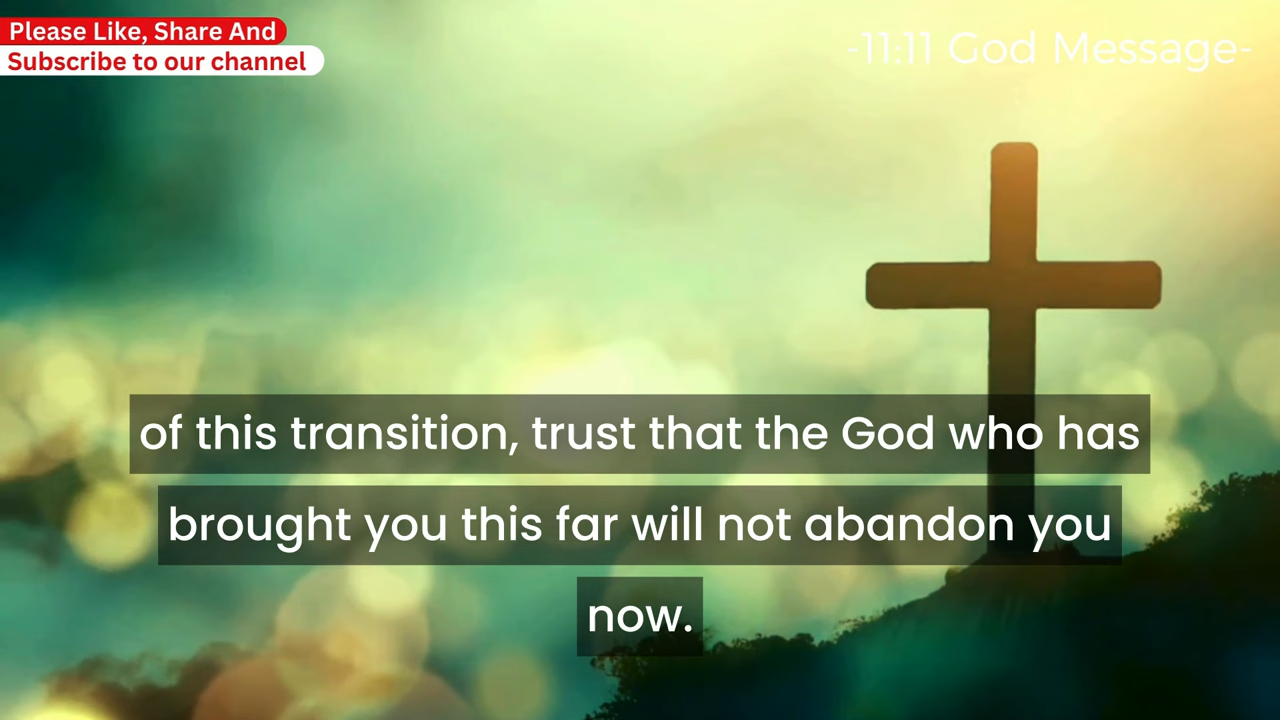 Please Like, Share And
Subscribe to our channel
-11:11 God Message-
of this transition, trust that the God who has
brought you this far will not abandon you
now.